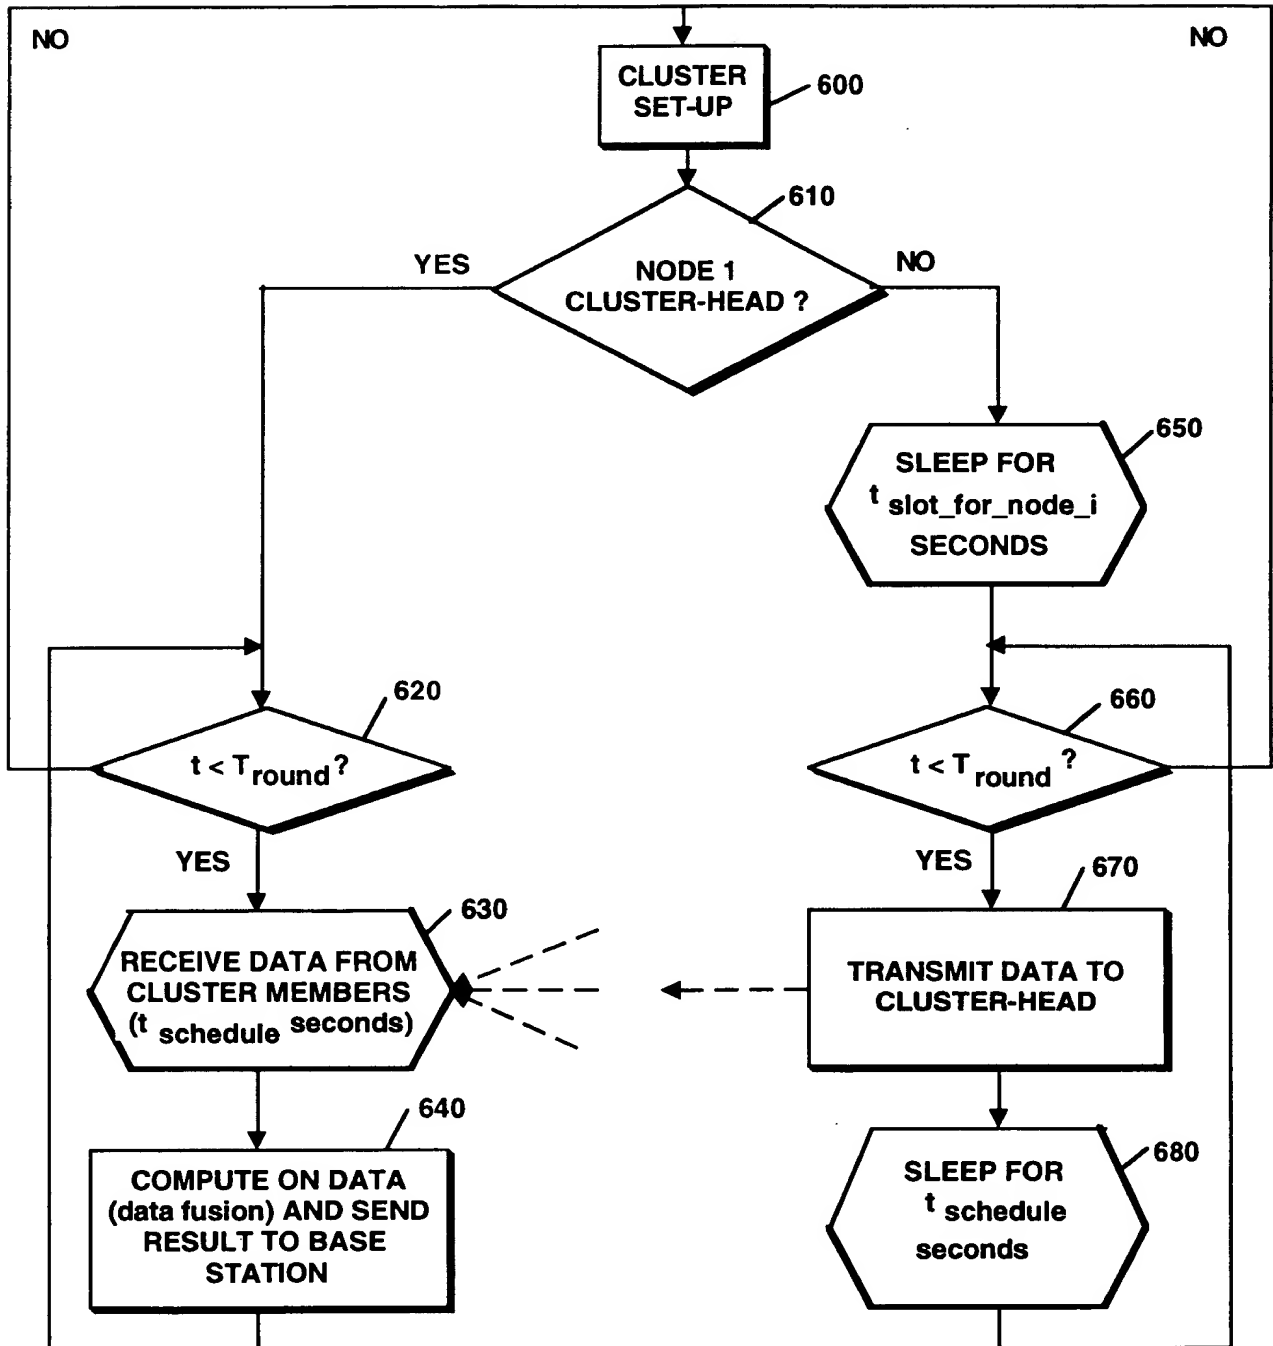 NO
NO
CLUSTER
SET-UP
600
610
YES
NO
NODE 1
CLUSTER-HEAD ?
650
SLEEP FOR
t slot_for_node_i
SECONDS
620
t < Tround ?
660
t < Tround ?
YES
YES
630
RECEIVE DATA FROM
CLUSTER MEMBERS
(t schedule seconds)
670
TRANSMIT DATA TO
CLUSTER-HEAD
640
COMPUTE ON DATA
(data fusion) AND SEND
RESULT TO BASE
STATION
680
SLEEP FOR
t schedule
seconds